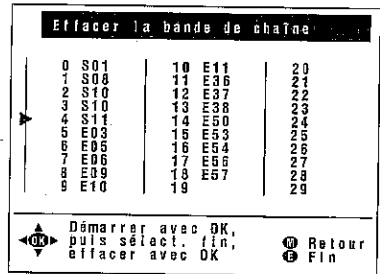 Effacer la bande de chaîne
0 S01 10 E11 20
1 S08 11 E36 21
2 S10 12 E37 22
3 S10 13 E38 23
4 S11 14 E50 24
5 E03 15 E53 25
6 E05 16 E54 26
7 E06 17 E56 27
8 E09 18 E57 28
9 E10 19 29
OK
Démarrer avec OK,
puis sélect. fin,
effacer avec OK
M Retour
E Fin